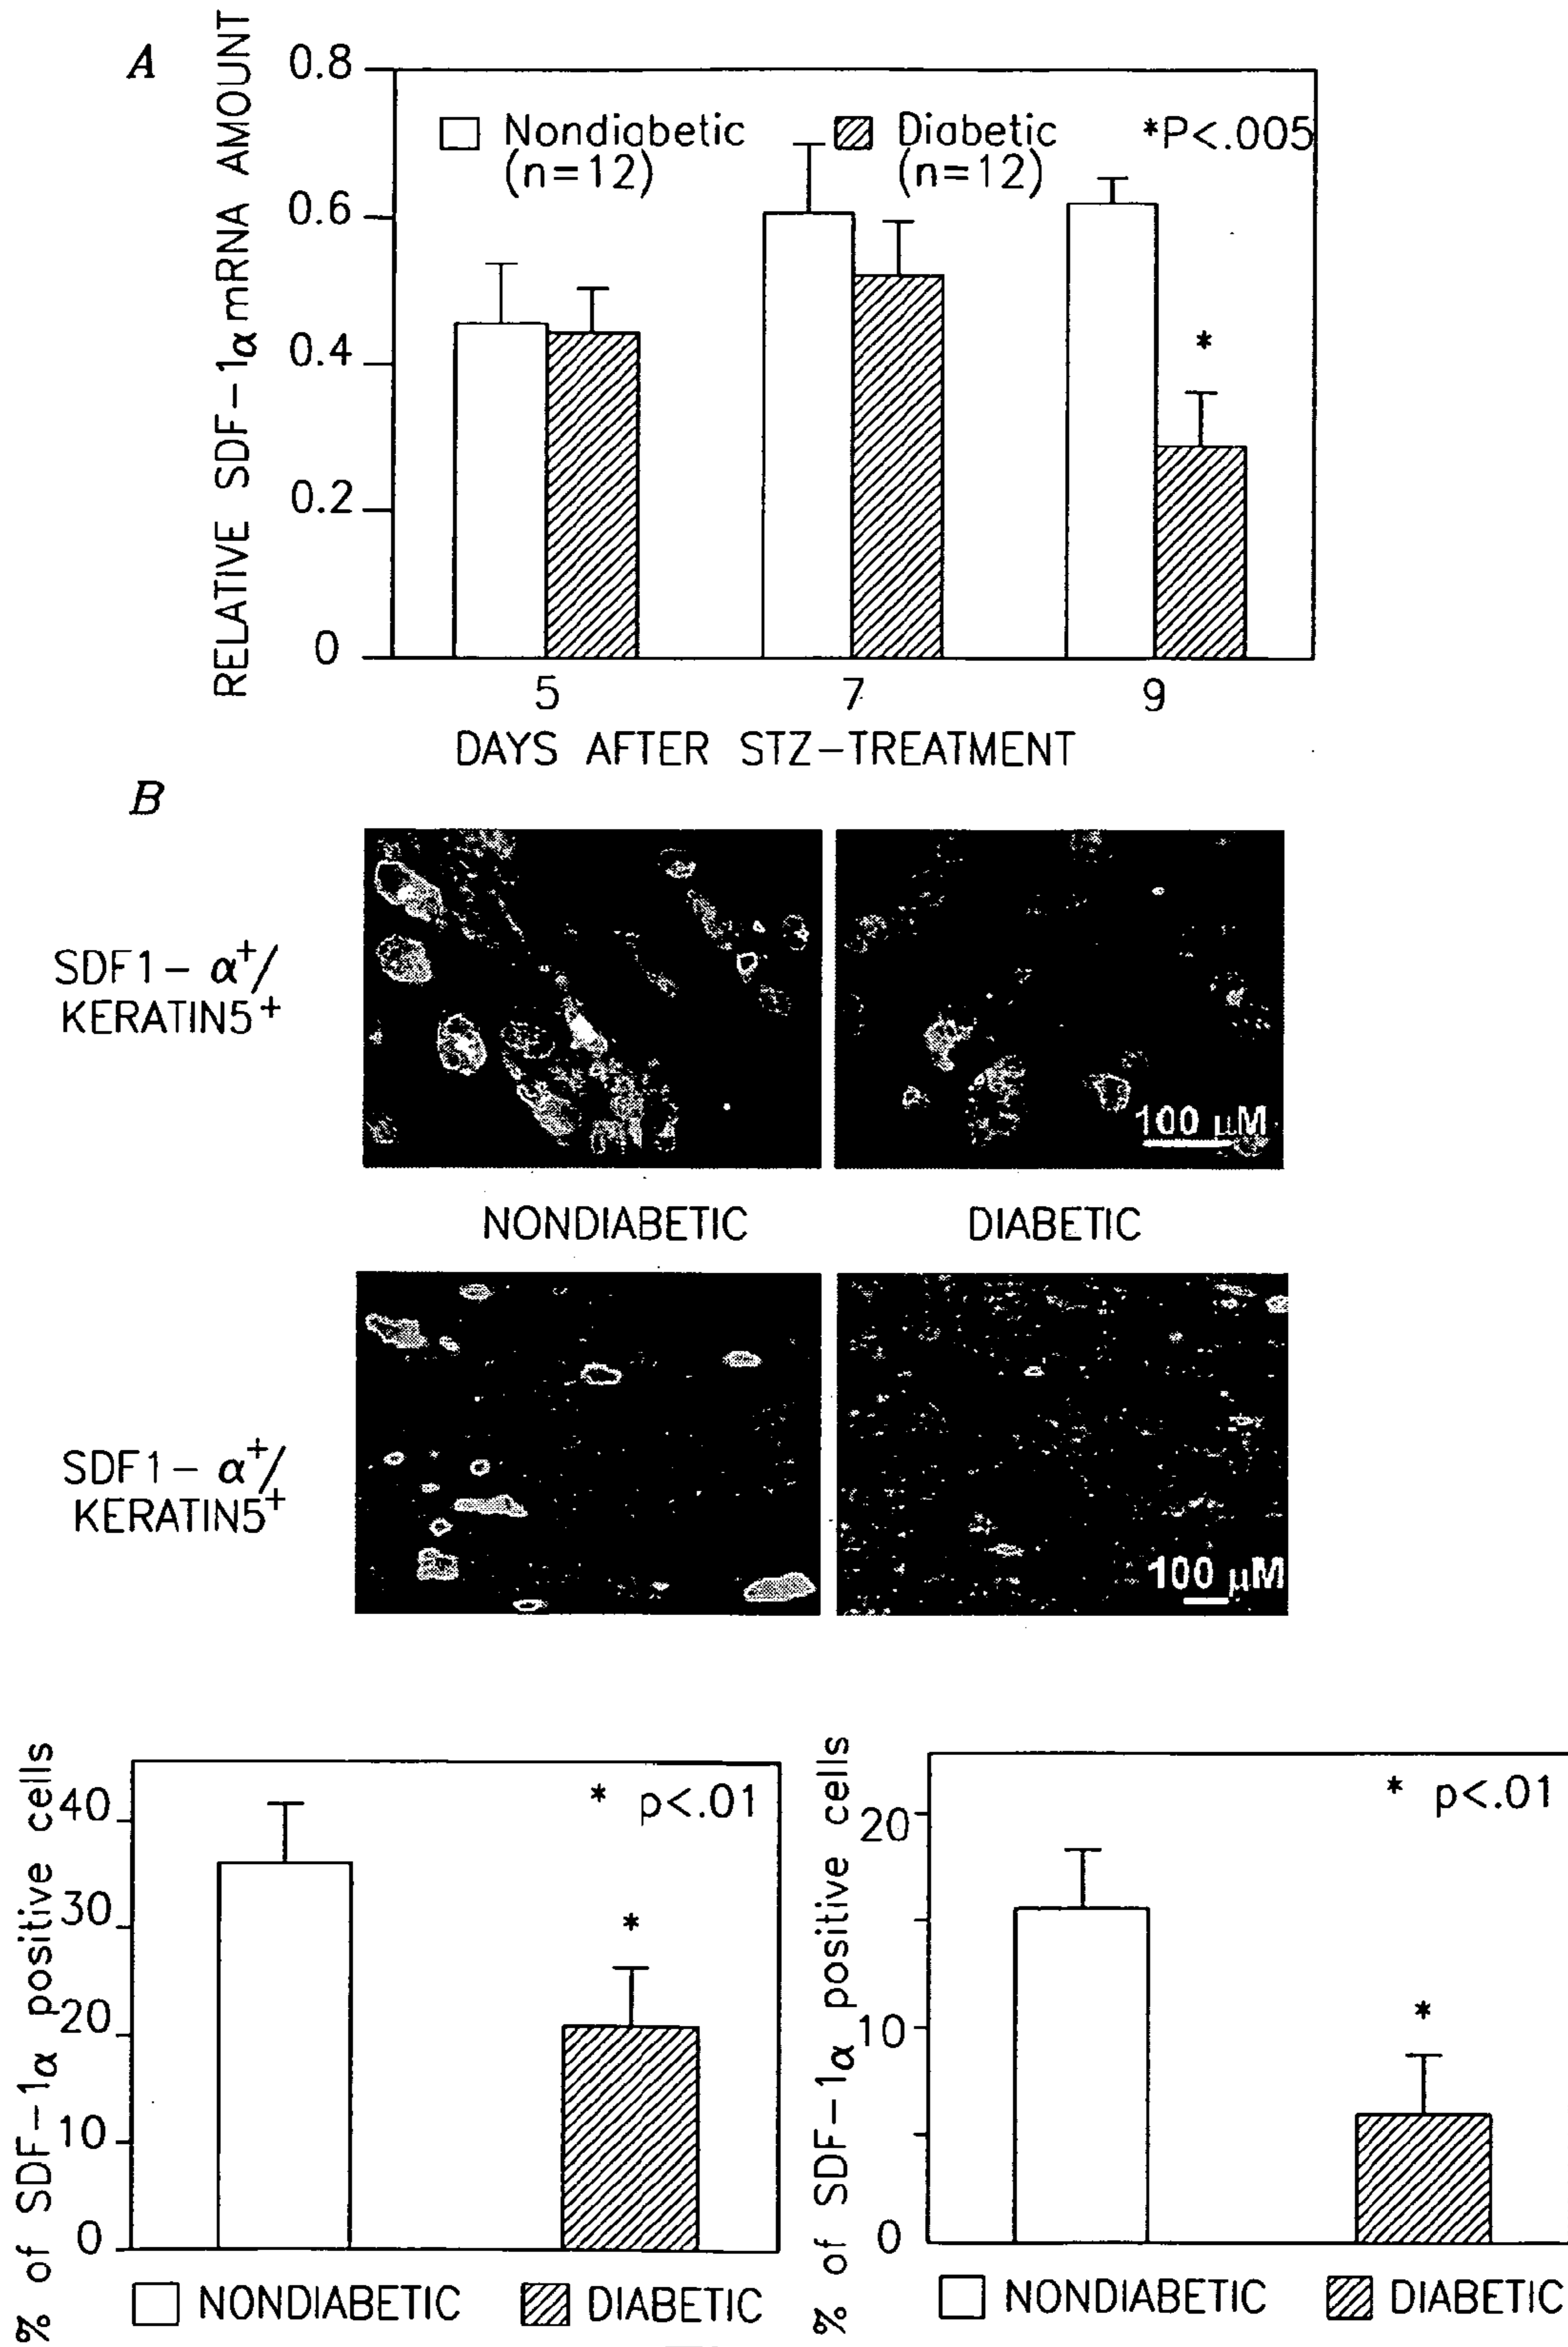 A
RELATIVE SDF-1α mRNA AMOUNT
0.8
0.6
0.4
0.2
0
Nondiabetic
(n=12)
Diabetic
(n=12)
*P<.005
*
5
7
9
DAYS AFTER STZ-TREATMENT
B
SDF1- α+/
KERATIN5+
100 µM
NONDIABETIC
DIABETIC
SDF1- α+/
KERATIN5+
100 µM
% of SDF-1α positive cells
40
30
20
10
0
* p<.01
*
NONDIABETIC
DIABETIC
% of SDF-1α positive cells
20
10
0
* p<.01
*
NONDIABETIC
DIABETIC